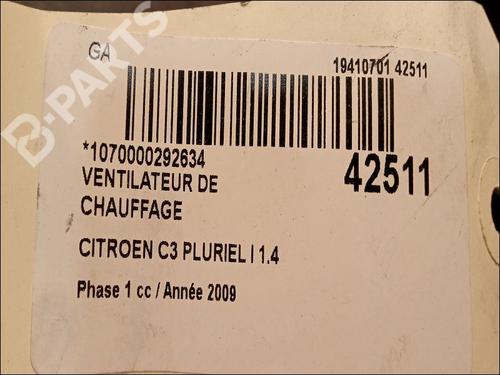 GA
19410701 42511
*1070000292634
42511
VENTILATEUR DE
CHAUFFAGE
CITROEN C3 PLURIEL I 1.4
Phase 1 cc / Année 2009
B-PARTS